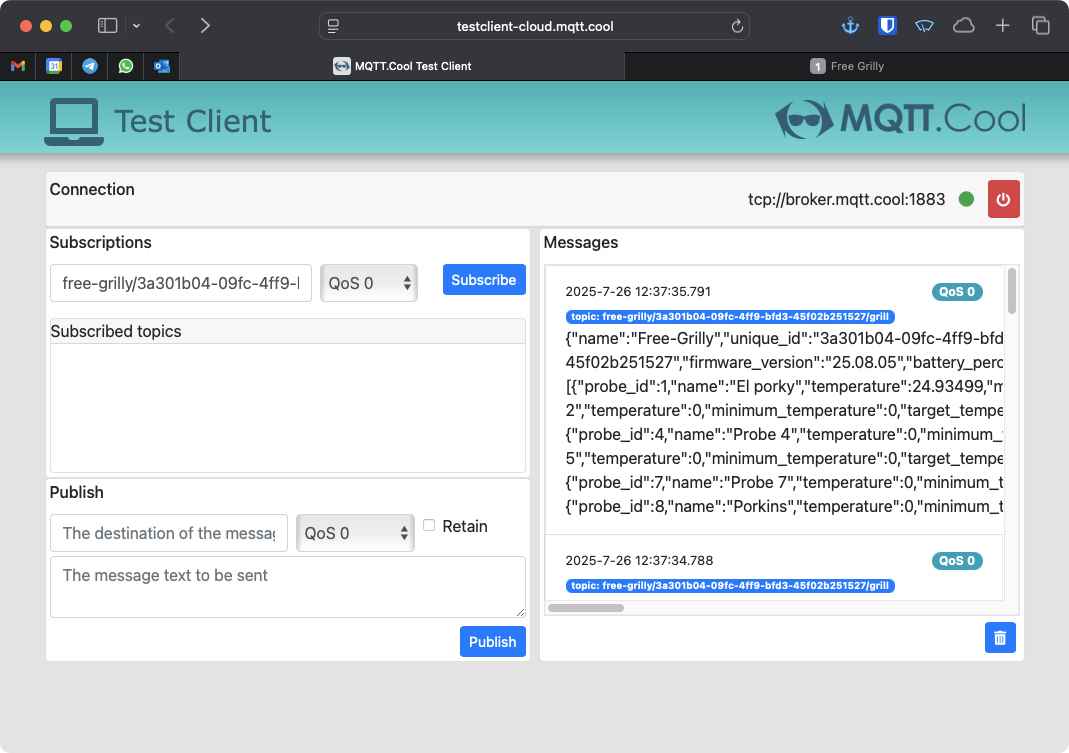 testclient-cloud.mqtt.cool
31
MQTT.Cool Test Client
1 Free Grilly
Test Client
MQTT.Cool
Connection
tcp://broker.mqtt.cool:1883
Subscriptions
free-grilly/3a301b04-09fc-4ff9-
QoS 0
Subscribe
Subscribed topics
Publish
The destination of the messag
QoS 0
Retain
The message text to be sent
Publish
Messages
2025-7-26 12:37:35.791
QoS 0
topic: free-grilly/3a301b04-09fc-4ff9-bfd3-45f02b251527/grill
{"name":"Free-Grilly","unique_id":"3a301b04-09fc-4ff9-bfd
45f02b251527","firmware_version":"25.08.05","battery_perc
[{"probe_id":1,"name":"El porky","temperature":24.93499,"m
2","temperature":0,"minimum_temperature":0,"target_tempe
{"probe_id":4,"name":"Probe 4","temperature":0,"minimum_
5","temperature":0,"minimum_temperature":0,"target_tempe
{"probe_id":7,"name":"Probe 7","temperature":0,"minimum_t
{"probe_id":8,"name":"Porkins","temperature":0,"minimum_t
2025-7-26 12:37:34.788
QoS 0
topic: free-grilly/3a301b04-09fc-4ff9-bfd3-45f02b251527/grill